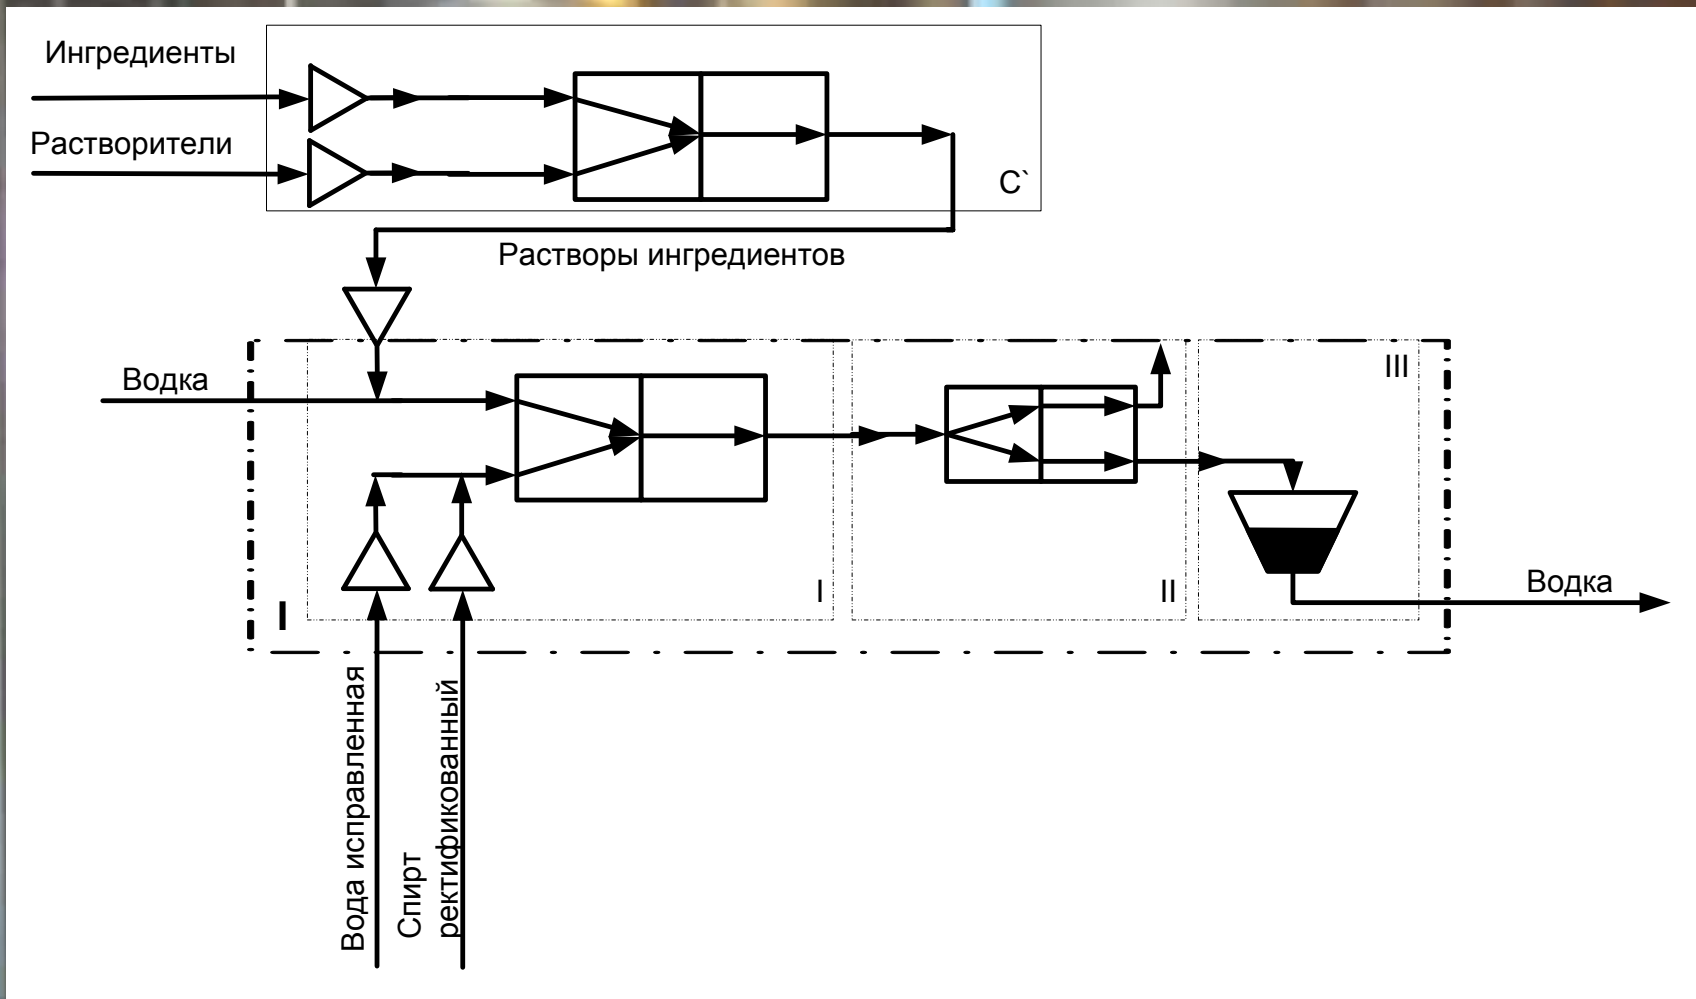 Ингредиенты
Растворители
С`
Растворы ингредиентов
Водка
III
I
II
I
Водка
Вода исправленная
Спирт
ректификованный